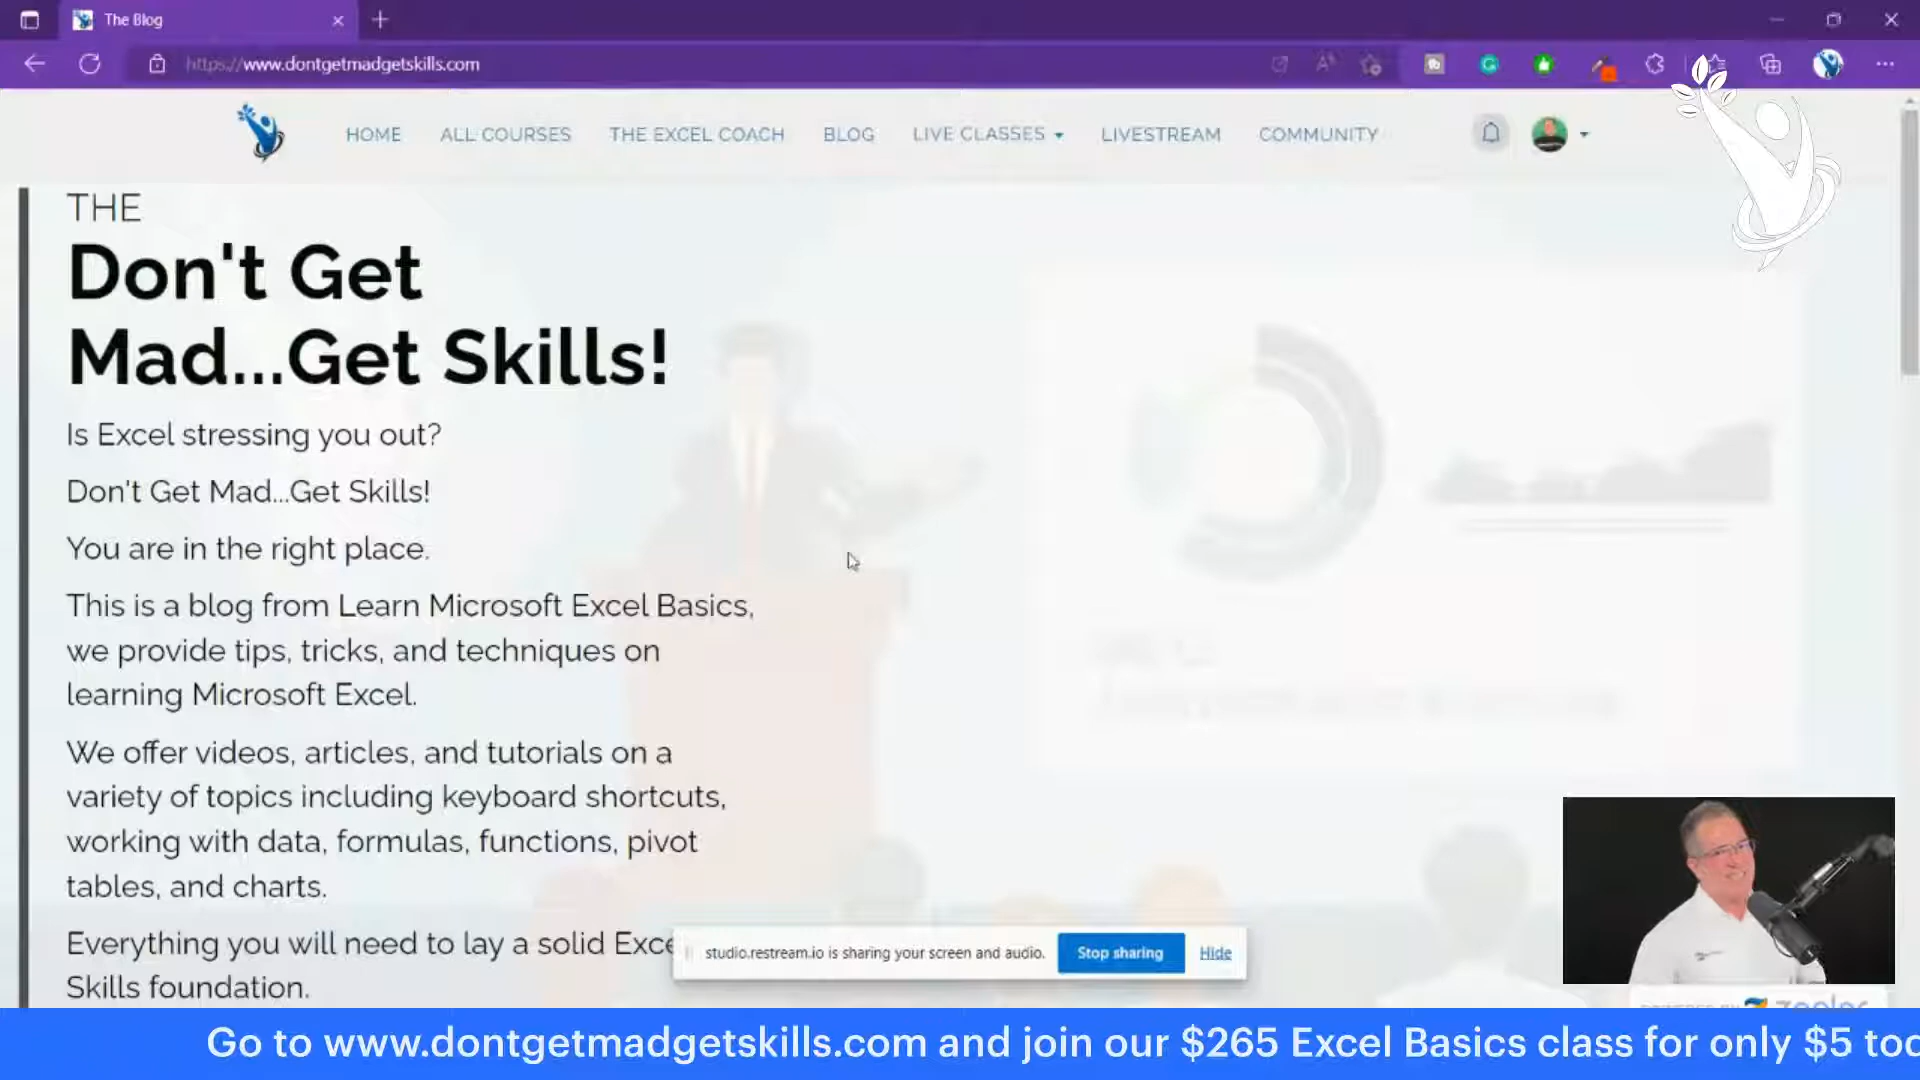 The Blog
https://www.dontgetmadgetskills.com
HOME
ALL COURSES
THE EXCEL COACH
BLOG
LIVE CLASSES
LIVESTREAM
COMMUNITY
THE
Don't Get
Mad...Get Skills!
Is Excel stressing you out?
Don't Get Mad...Get Skills!
You are in the right place.
This is a blog from Learn Microsoft Excel Basics,
we provide tips, tricks, and techniques on
learning Microsoft Excel.
We offer videos, articles, and tutorials on a
variety of topics including keyboard shortcuts,
working with data, formulas, functions, pivot
tables, and charts.
Everything you will need to lay a solid
Skills foundation.
studio.restream.io is sharing your screen and audio.
Stop sharing
Hide
Go to www.dontgetmadgetskills.com and join our $265 Excel Basics class for only $5